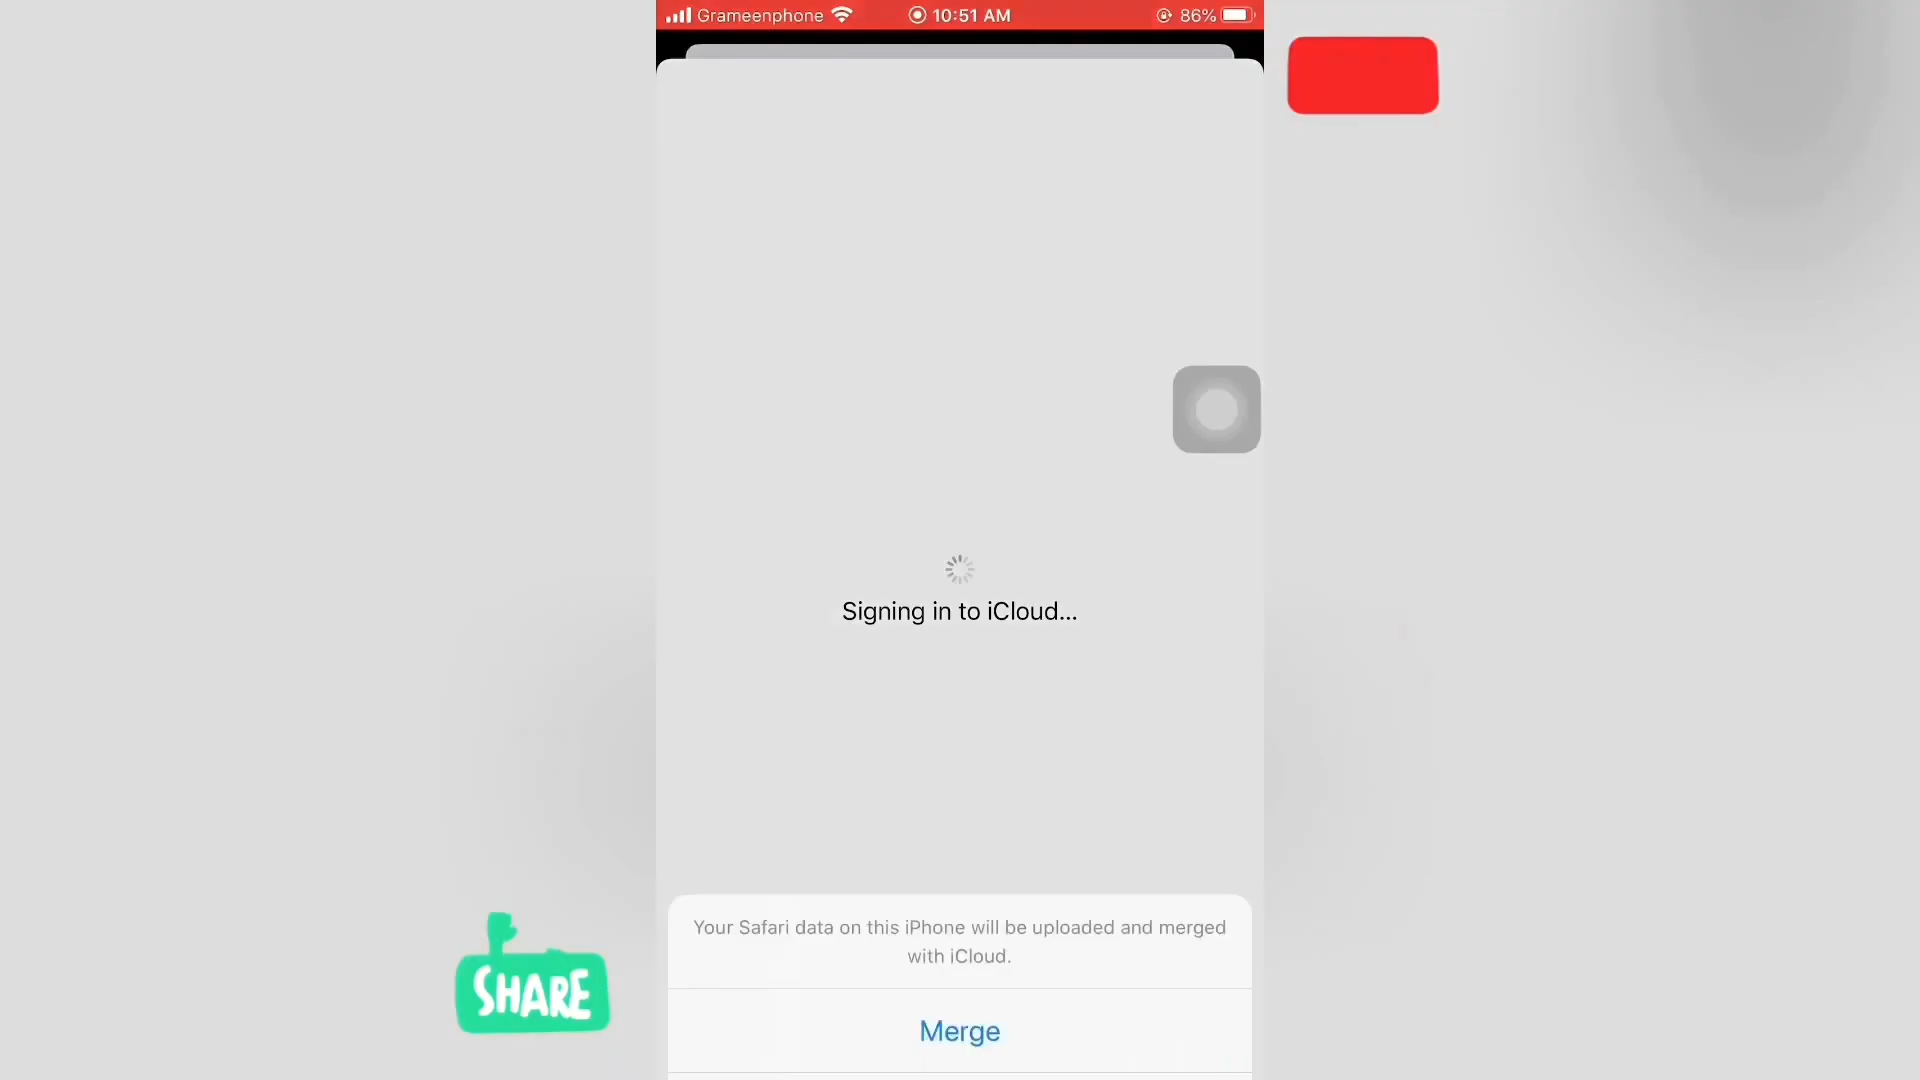 Grameenphone 10:51 AM 86%
Signing in to iCloud...
Your Safari data on this iPhone will be uploaded and merged
with iCloud.
Merge
SHARE